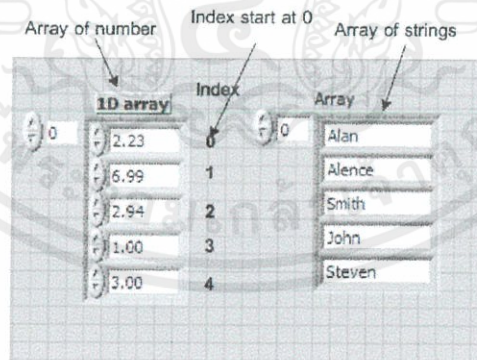 Array of number
Index start at 0
Array of strings
1D array
Index
Array
0
2.23
0
0
Alan
6.99
1
Alence
2.94
2
Smith
1.00
3
John
3.00
4
Steven